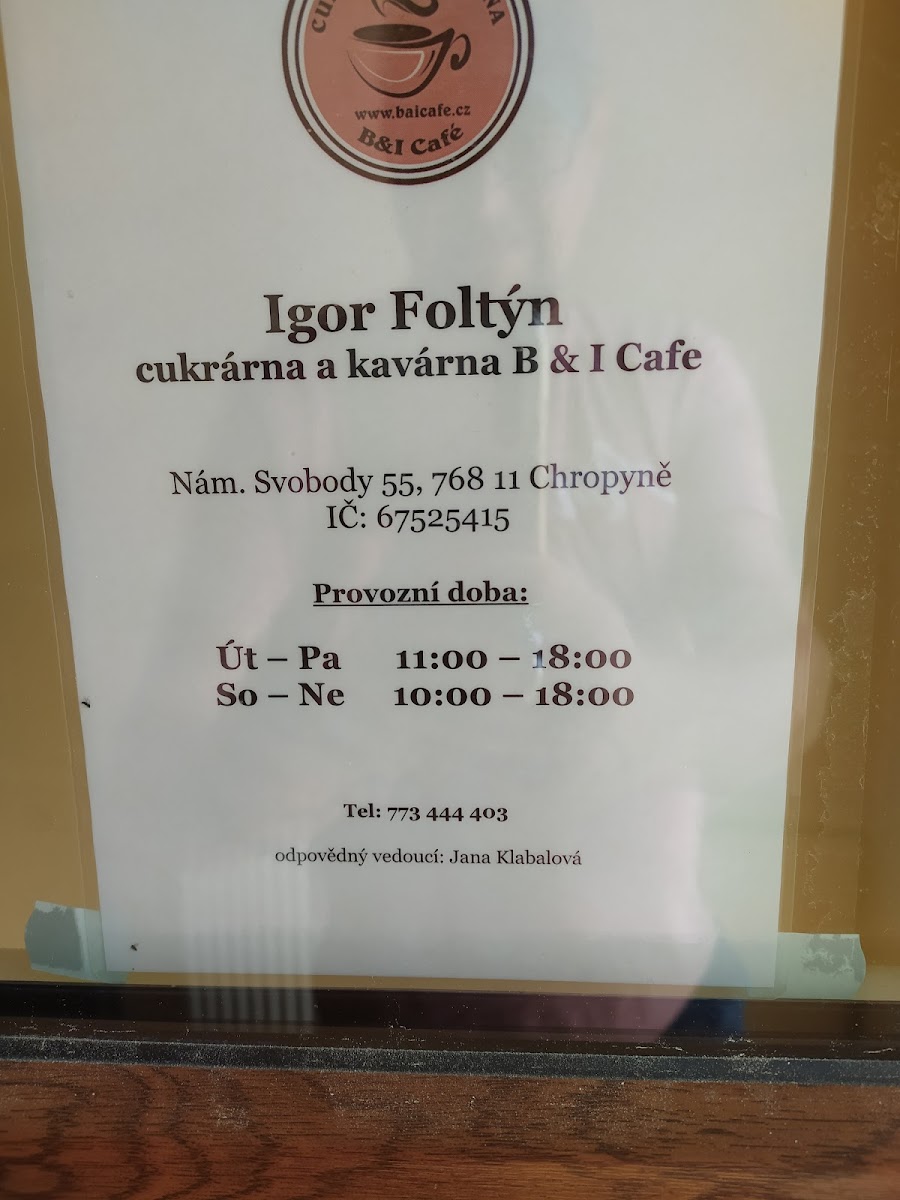 www.baicafe.cz
B&I Café
Igor Foltýn
cukrárna a kavárna B & I Cafe
Nám. Svobody 55, 768 11 Chropyně
IČ: 67525415
Provozní doba:
Út – Pa 11:00 – 18:00
So – Ne 10:00 – 18:00
Tel: 773 444 403
odpovědný vedoucí: Jana Klabalová